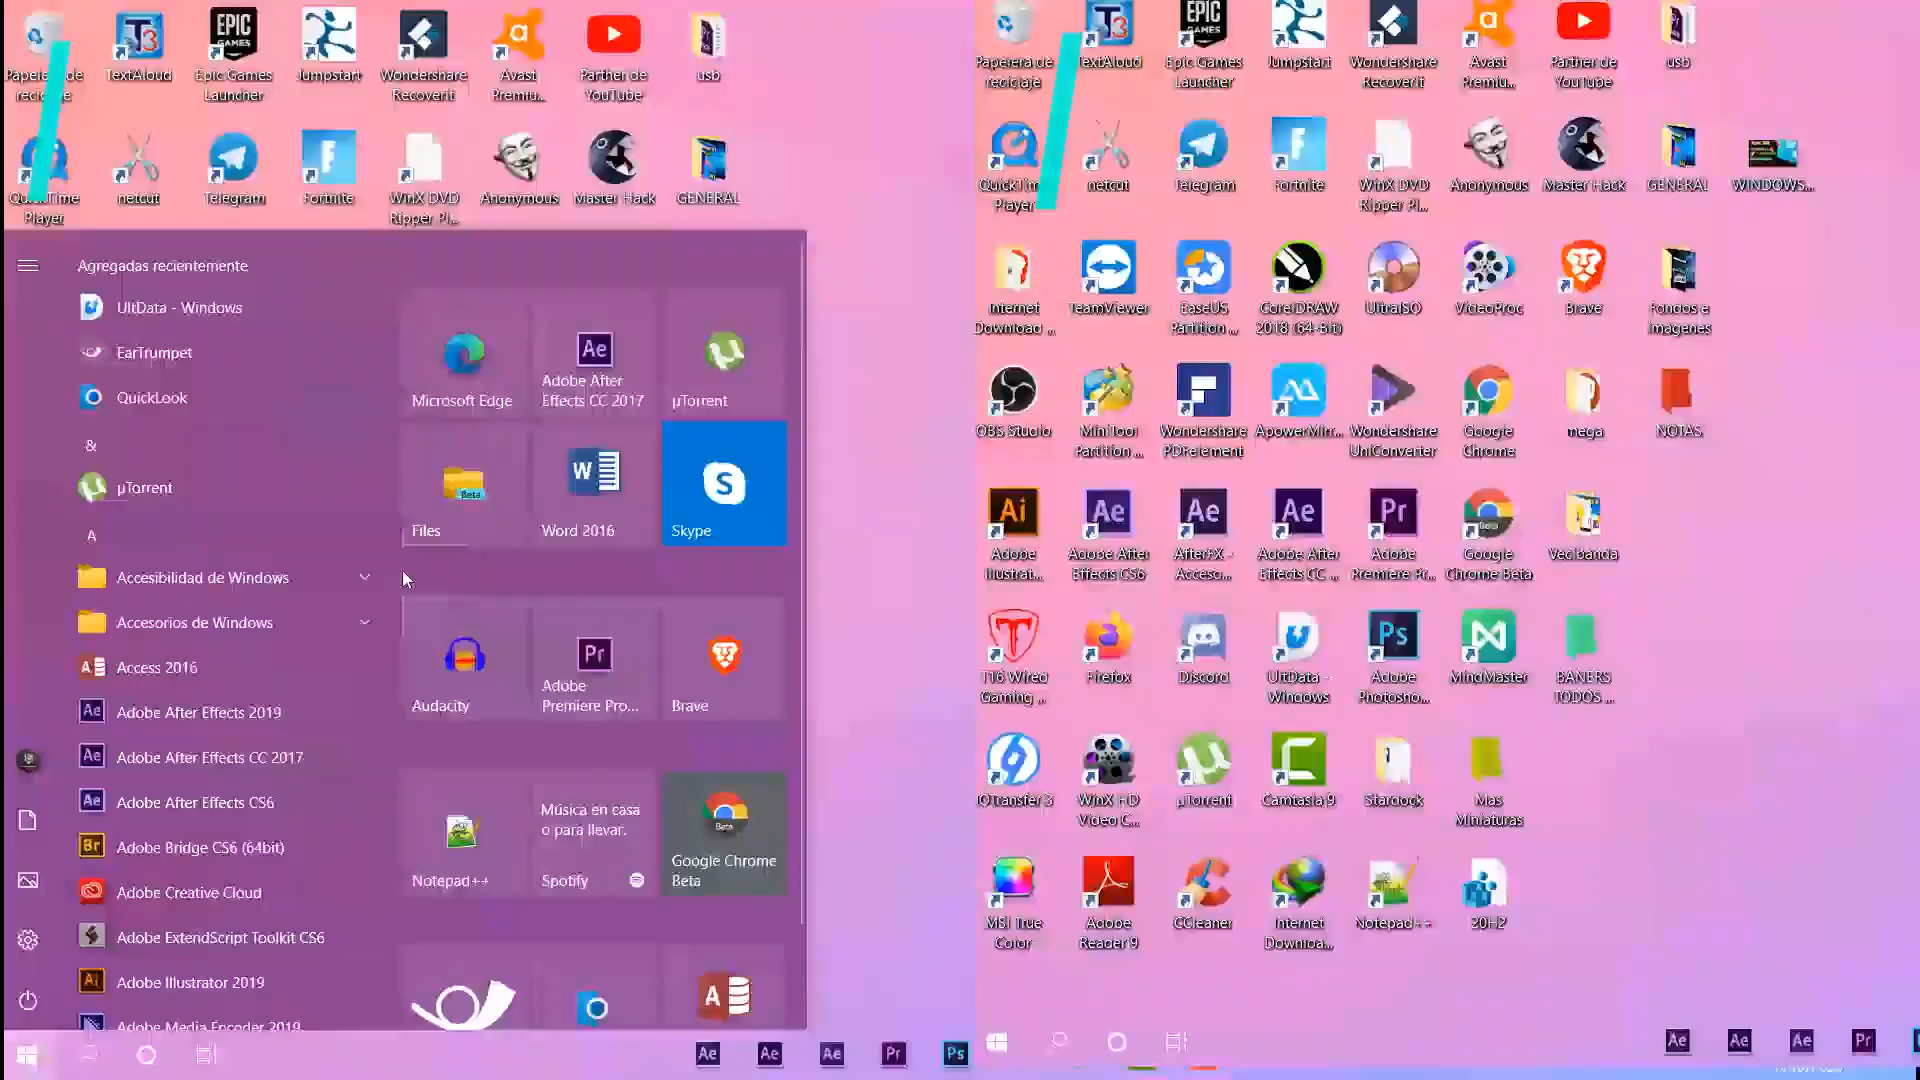 Papelera de
reciclaje
TextAloud
Epic Games
Launcher
Jumpstart
Wondershare
Recoverit
Avast
Premiu...
Parther de
YouTube
usb
QuickTime
Player
netcut
Telegram
Fortnite
WinX DVD
Ripper Pl...
Anonymous
Master Hack
GENERAL
Agregadas recientemente
UltData - Windows
EarTrumpet
QuickLook
&
µTorrent
A
Accesibilidad de Windows
Accesorios de Windows
Access 2016
Adobe After Effects 2019
Adobe After Effects CC 2017
Adobe After Effects CS6
Adobe Bridge CS6 (64bit)
Adobe Creative Cloud
Adobe ExtendScript Toolkit CS6
Adobe Illustrator 2019
Adobe Media Encoder 2019
Microsoft Edge
Adobe After
Effects CC 2017
µTorrent
Files
Word 2016
Skype
Audacity
Adobe
Premiere Pro...
Brave
Notepad++
Música en casa
o para llevar.
Spotify
Google Chrome
Beta
Papelera de
reciclaje
TextAloud
Epic Games
Launcher
Jumpstart
Wondershare
Recoverit
Avast
Premiu...
Parther de
YouTube
usb
QuickTime
Player
netcut
Telegram
Fortnite
WinX DVD
Ripper Pl...
Anonymous
Master Hack
GENERAL
WINDOWS...
Internet
Download ...
TeamViewer
EaseUS
Partition ...
CorelDRAW
2018 (64-Bit)
UltraISO
VideoProc
Brave
Fondos e
imagenes
OBS Studio
MiniTool
Partition ...
Wondershare
PDFelement
ApowerMirr...
Wondershare
UniConverter
Google
Chrome
mega
NOTAS
Adobe
Illustrat...
Adobe After
Effects CS6
AfterFX -
Acceso...
Adobe After
Effects CC ...
Adobe
Premiere Pr...
Google
Chrome Beta
Vecibanda
T16 Wired
Gaming ...
Firefox
Discord
UltData -
Windows
Adobe
Photosho...
MindMaster
BANERS
TODOS ...
IOTransfer 3
WinX HD
Video C...
µTorrent
Camtasia 9
Stardock
Mas
Miniaturas
MSI True
Color
Adobe
Reader 9
CCleaner
Internet
Downloa...
Notepad++
20H2